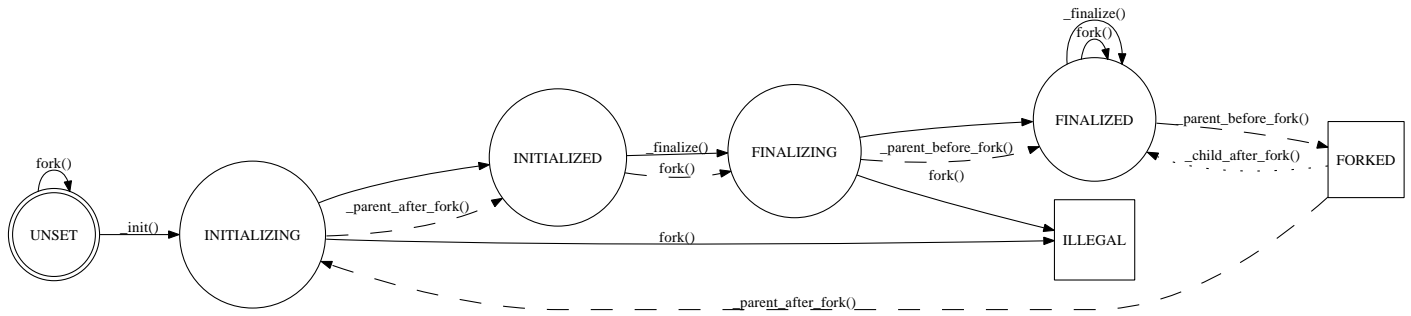 _finalize()
fork()
FINALIZED
_parent_before_fork()
_child_after_fork()
FORKED
_finalize()
fork()
INITIALIZED
FINALIZING
_parent_before_fork()
fork()
fork()
UNSET
_init()
INITIALIZING
_parent_after_fork()
fork()
ILLEGAL
_parent_after_fork()